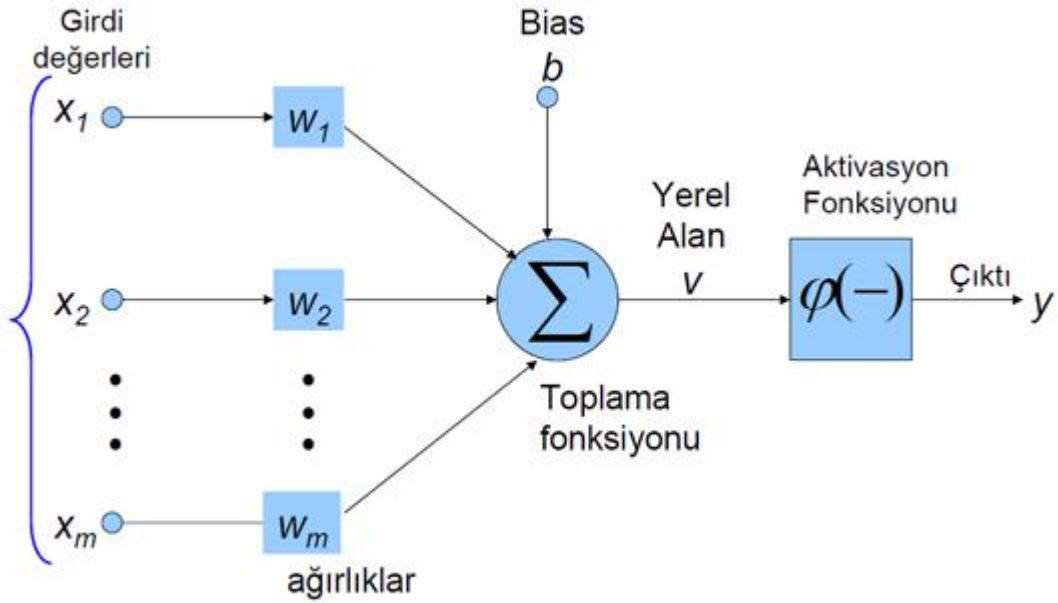 Girdi
değerleri
Bias
b
x1
w1
Aktivasyon
Fonksiyonu
Yerel
Alan
v
x2
w2
∑
φ(−)
Çıktı
y
Toplama
fonksiyonu
xm
wm
ağırlıklar